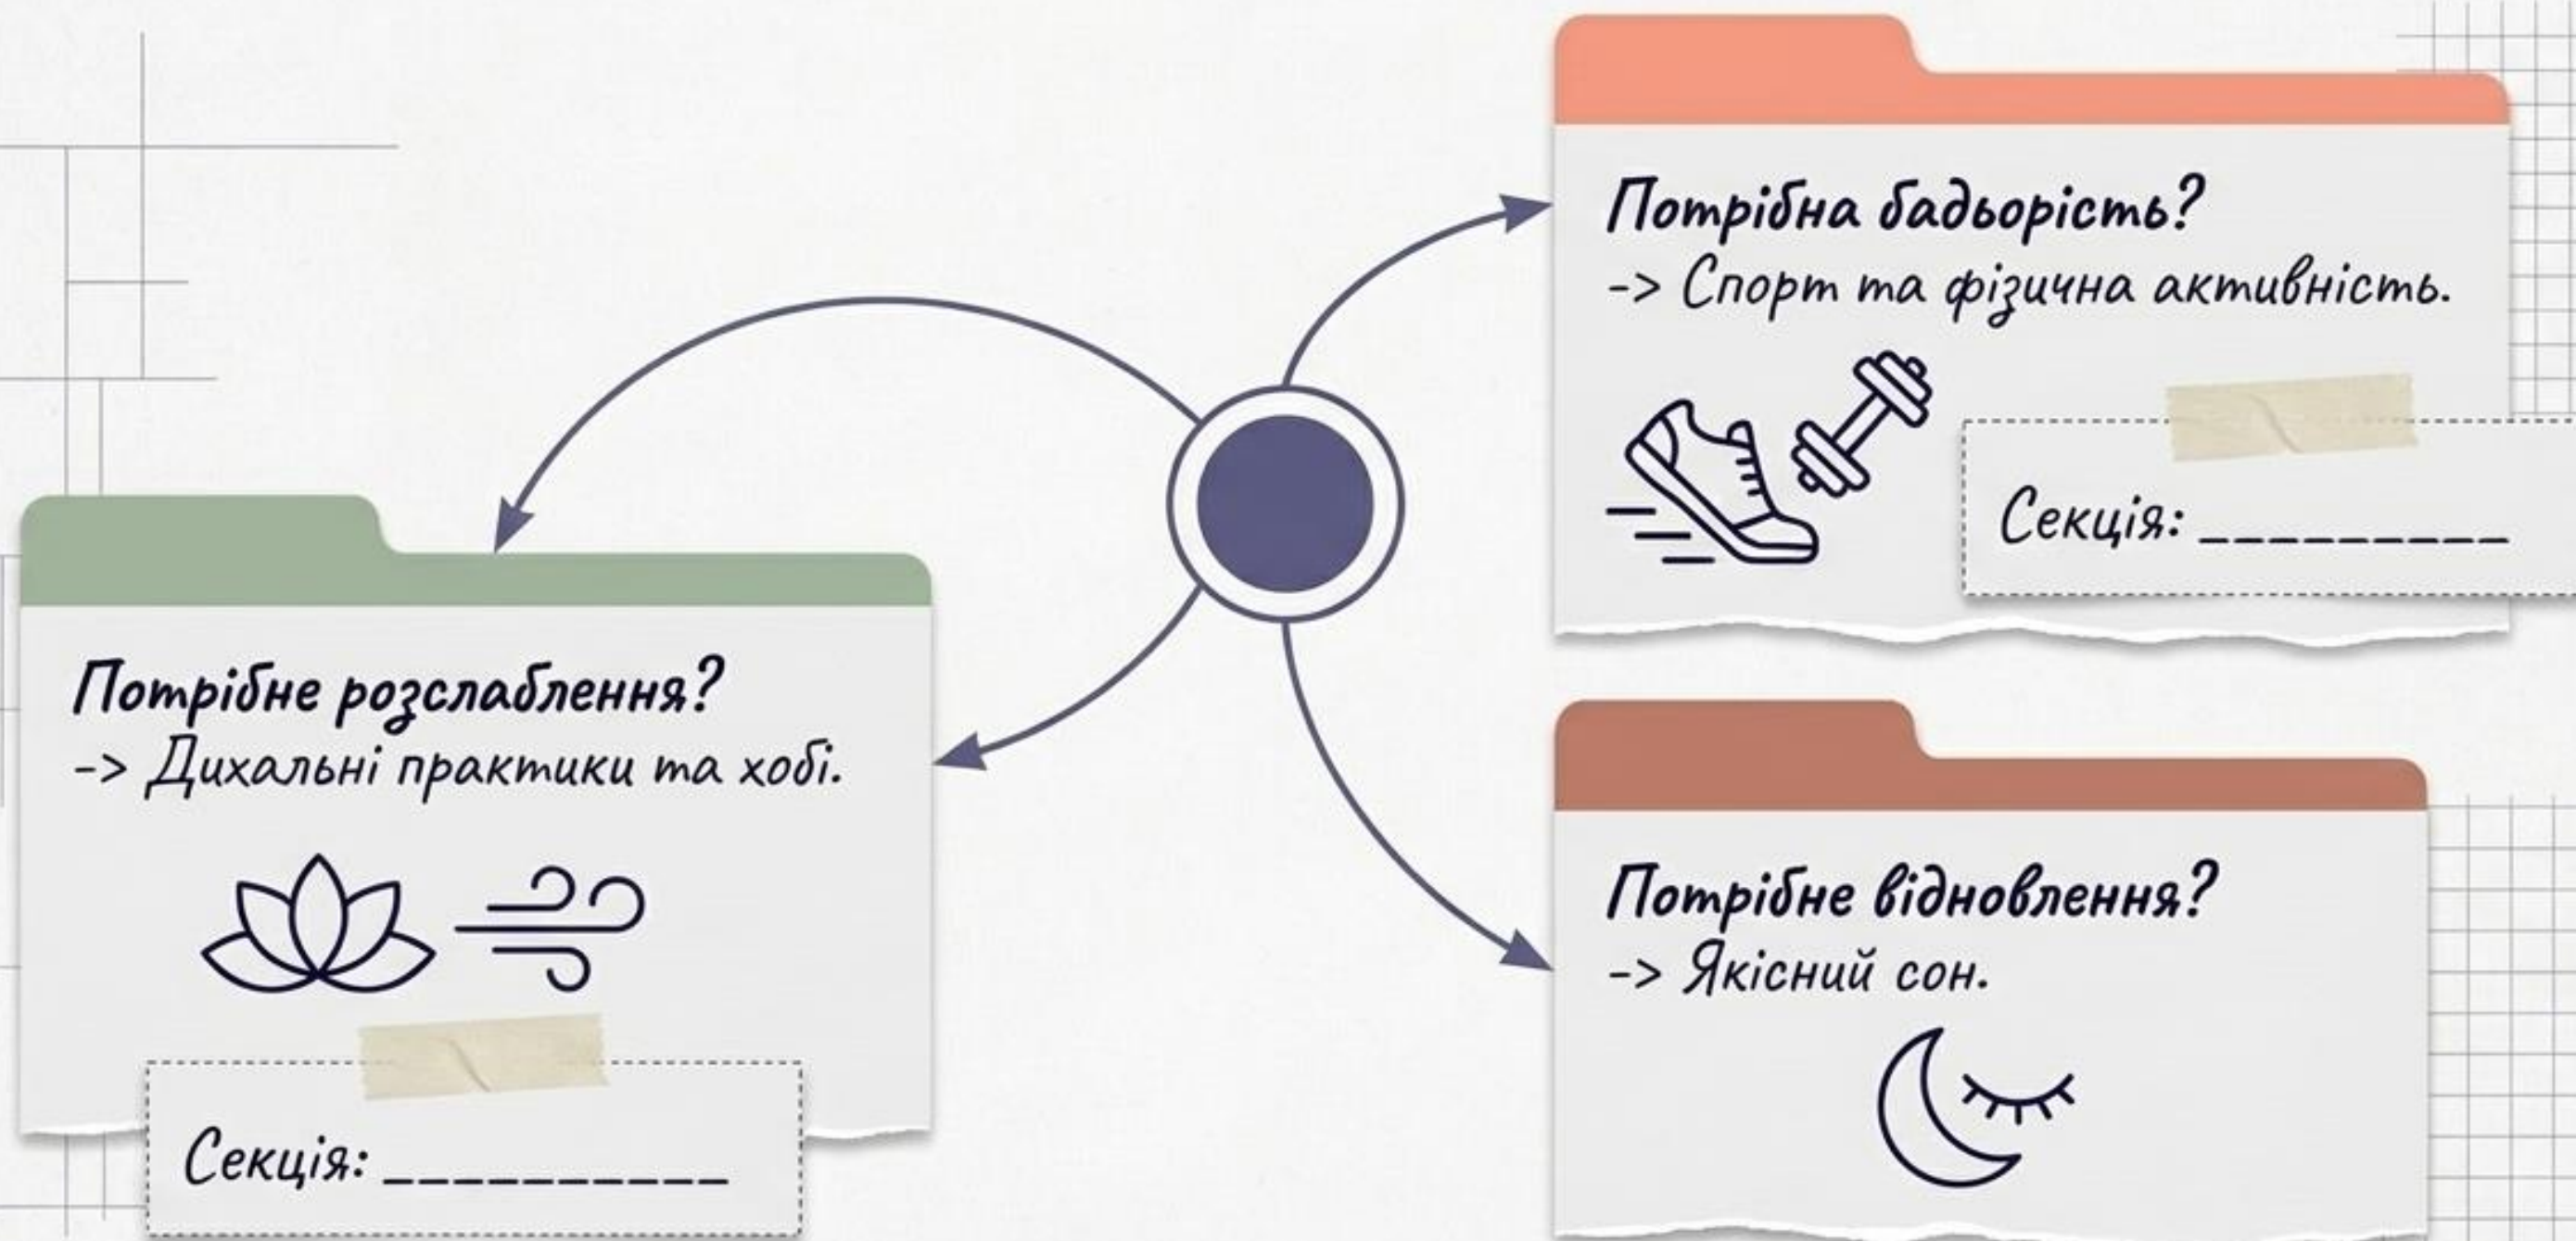 Потрібна бадьорість?
-> Спорт та фізична активність.
Секція: _________
Потрібне розслаблення?
-> Дихальні практики та хобі.
Секція: __________
Потрібне відновлення?
-> Якісний сон.